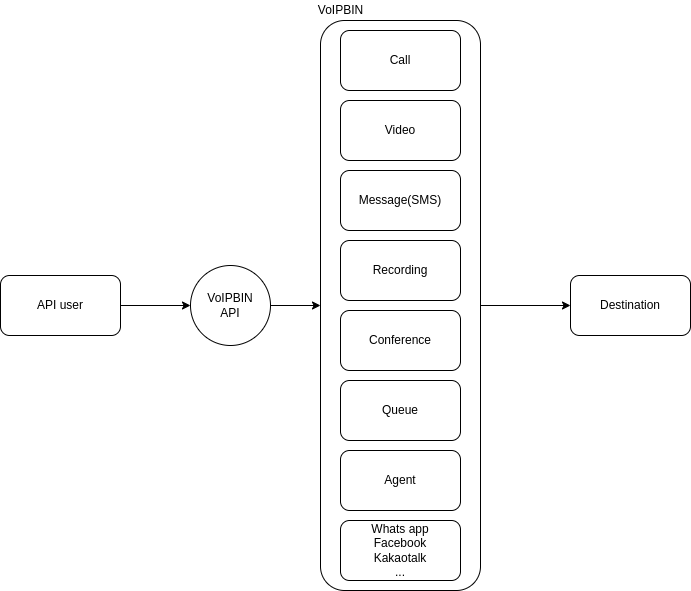 VoIPBIN
Call
Video
Message(SMS)
Recording
API user
VoIPBIN
API
Destination
Conference
Queue
Agent
Whats app
Facebook
Kakaotalk
...